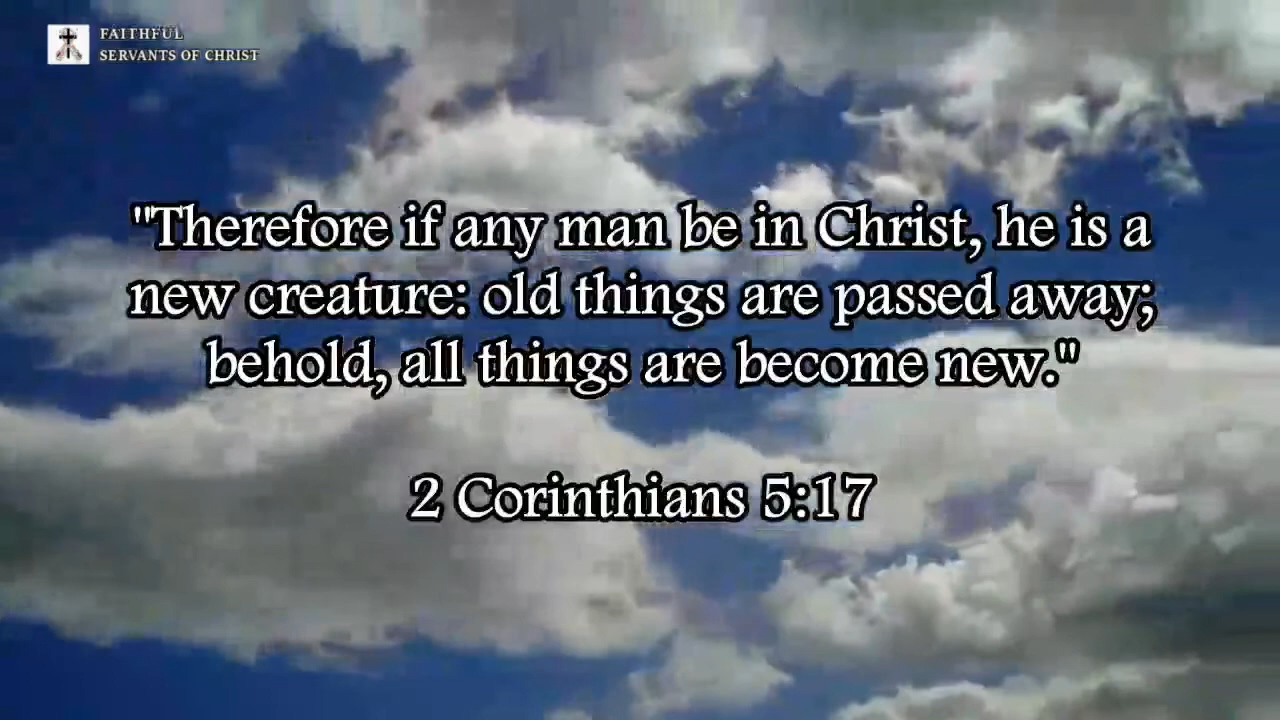 FAITHFUL
SERVANTS OF CHRIST
"Therefore if any man be in Christ, he is a
new creature: old things are passed away;
behold, all things are become new."
2 Corinthians 5:17